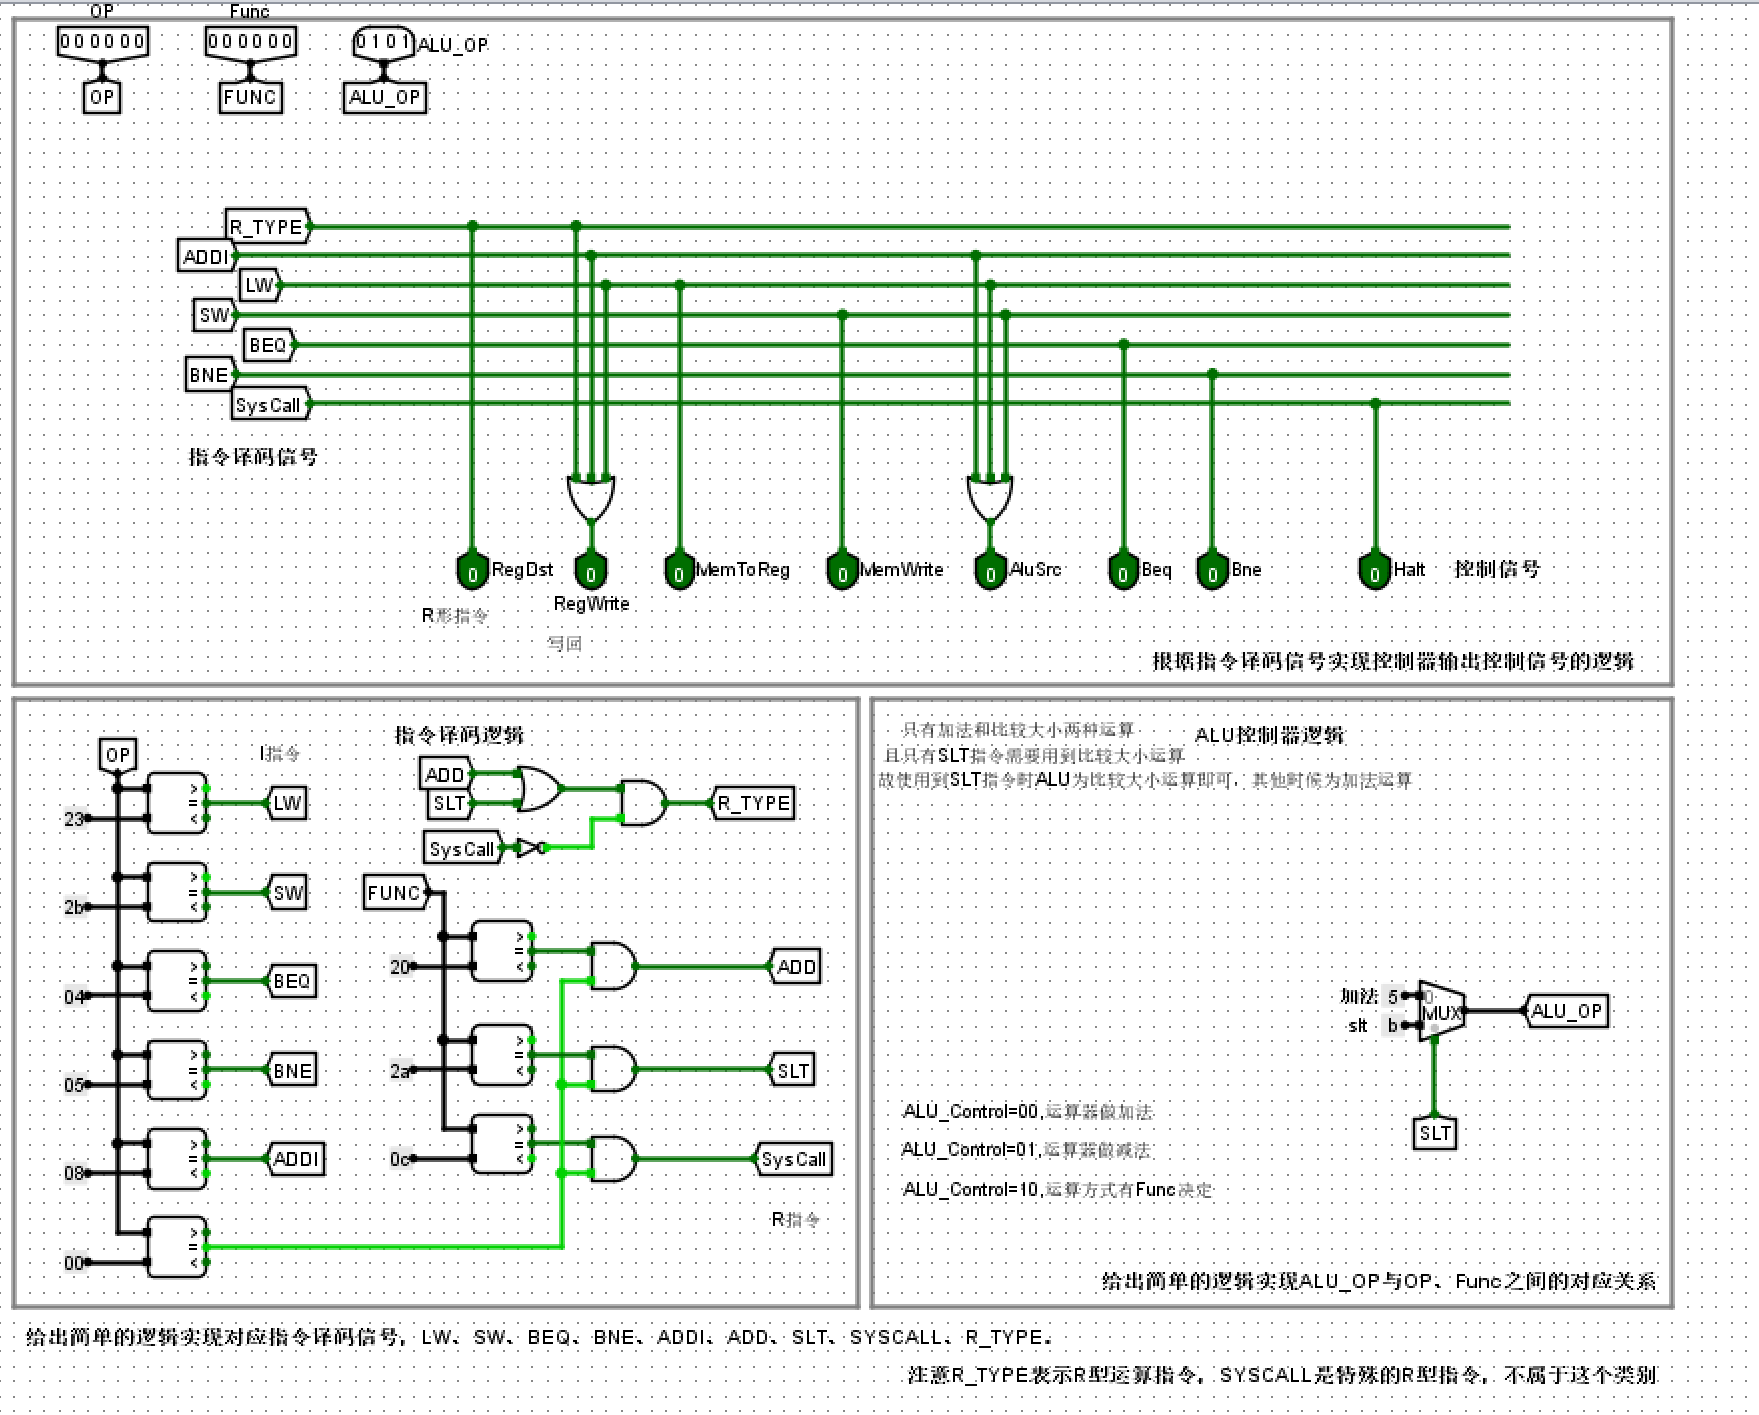 OP Func
000000 000000 0101 ALU_OP
OP FUNC ALU_OP
R_TYPE
ADDI
LW
SW
BEQ
BNE
SysCall
指令译码信号
0 RegDst 0 0 MemToReg 0 MemWrite 0 AluSrc 0 Beq 0 Bne 0 Halt 控制信号
RegWrite
R形指令
写回
根据指令译码信号实现控制器输出控制信号的逻辑
指令译码逻辑
OP I指令
23 > = < LW
2b > = < SW
04 > = < BEQ
05 > = < BNE
08 > = < ADDI
00 > = <
ADD
SLT R_TYPE
SysCall
FUNC
20 > = < ADD
2a > = < SLT
0c > = < SysCall
R指令
只有加法和比较大小两种运算
ALU控制器逻辑
且只有SLT指令需要用到比较大小运算
故使用到SLT指令时ALU为比较大小运算即可，其他时候为加法运算
加法 5 0 MUX ALU_OP
slt b
SLT
ALU_Control=00,运算器做加法
ALU_Control=01,运算器做减法
ALU_Control=10,运算方式有Func决定
给出简单的逻辑实现ALU_OP与OP、Func之间的对应关系
给出简单的逻辑实现对应指令译码信号，LW、SW、BEQ、BNE、ADDI、ADD、SLT、SYSCALL、R_TYPE。
注意R_TYPE表示R型运算指令，SYSCALL是特殊的R型指令，不属于这个类别